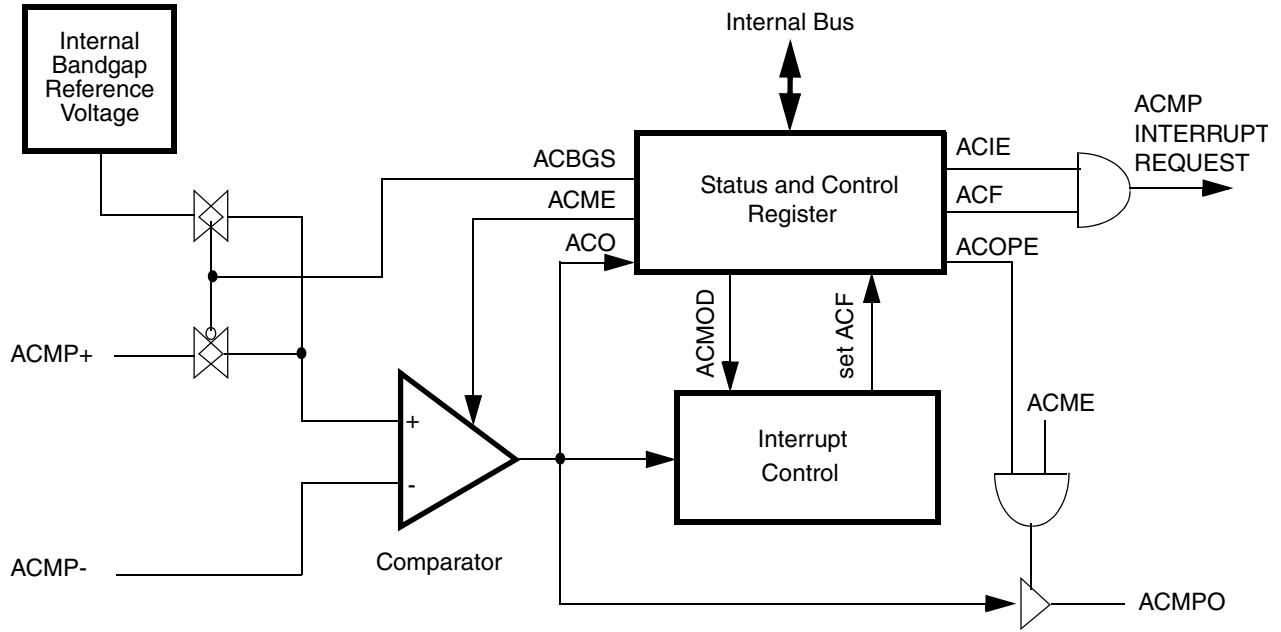 Internal
Bandgap
Reference
Voltage
Internal Bus
ACMP
INTERRUPT
REQUEST
ACBGS
ACME
ACO
Status and Control
Register
ACIE
ACF
ACOPE
ACMOD
set ACF
ACMP+
+
-
Comparator
Interrupt
Control
ACME
ACMP-
ACMPO